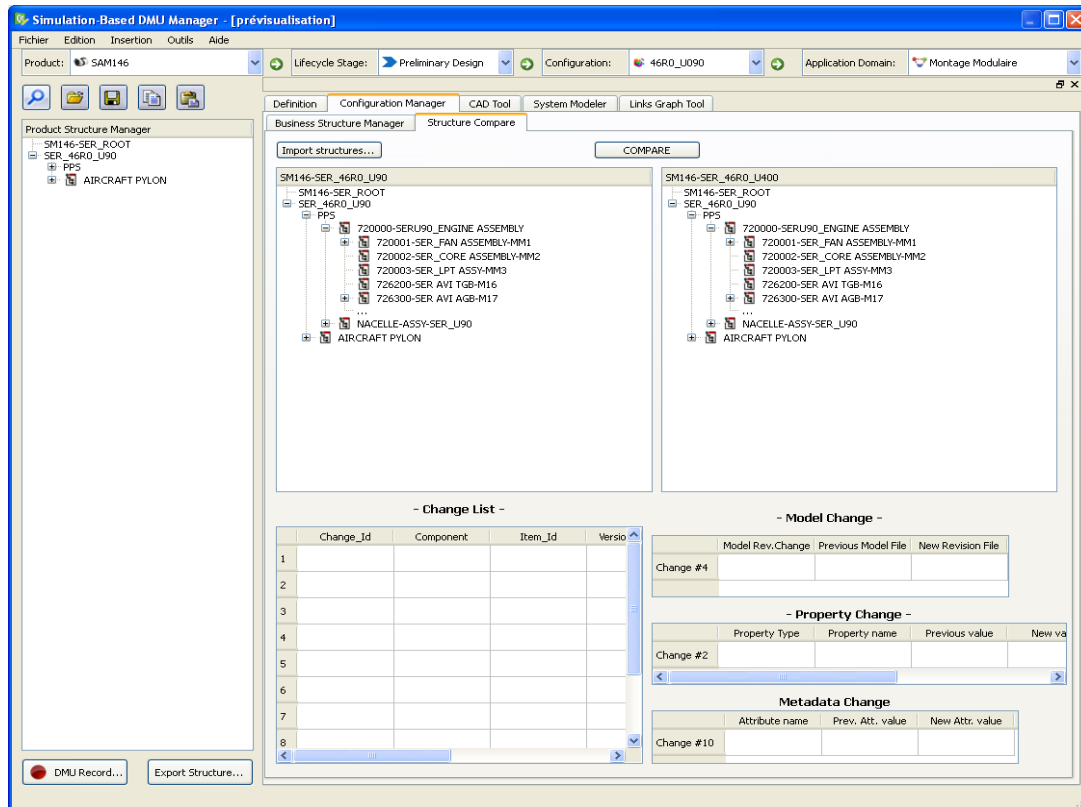 Simulation-Based DMU Manager - [prévisualisation]
Fichier Edition Insertion Outils Aide
Product: SAM146 Lifecycle Stage: Preliminary Design Configuration: 46R0_U090 Application Domain: Montage Modulaire
Definition Configuration Manager CAD Tool System Modeler Links Graph Tool
Business Structure Manager Structure Compare
Product Structure Manager
SM146-SER_ROOT
SER_46R0_U90
PPS
AIRCRAFT PYLON
Import structures... COMPARE
SM146-SER_46R0_U90
SM146-SER_ROOT
SER_46R0_U90
PPS
720000-SERU90_ENGINE ASSEMBLY
720001-SER_FAN ASSEMBLY-MM1
720002-SER_CORE ASSEMBLY-MM2
720003-SER_LPT ASSY-MM3
726200-SER AVI TGB-M16
726300-SER AVI AGB-M17
...
NACELLE-ASSY-SER_U90
AIRCRAFT PYLON
SM146-SER_46R0_U400
SM146-SER_ROOT
SER_46R0_U90
PPS
720000-SERU90_ENGINE ASSEMBLY
720001-SER_FAN ASSEMBLY-MM1
720002-SER_CORE ASSEMBLY-MM2
720003-SER_LPT ASSY-MM3
726200-SER AVI TGB-M16
726300-SER AVI AGB-M17
...
NACELLE-ASSY-SER_U90
AIRCRAFT PYLON
- Change List -
Change_Id Component Item_Id Versio
1
2
3
4
5
6
7
8
- Model Change -
Model Rev.Change Previous Model File New Revision File
Change #4
- Property Change -
Property Type Property name Previous value New va
Change #2
Metadata Change
Attribute name Prev. Att. value New Attr. value
Change #10
DMU Record... Export Structure...